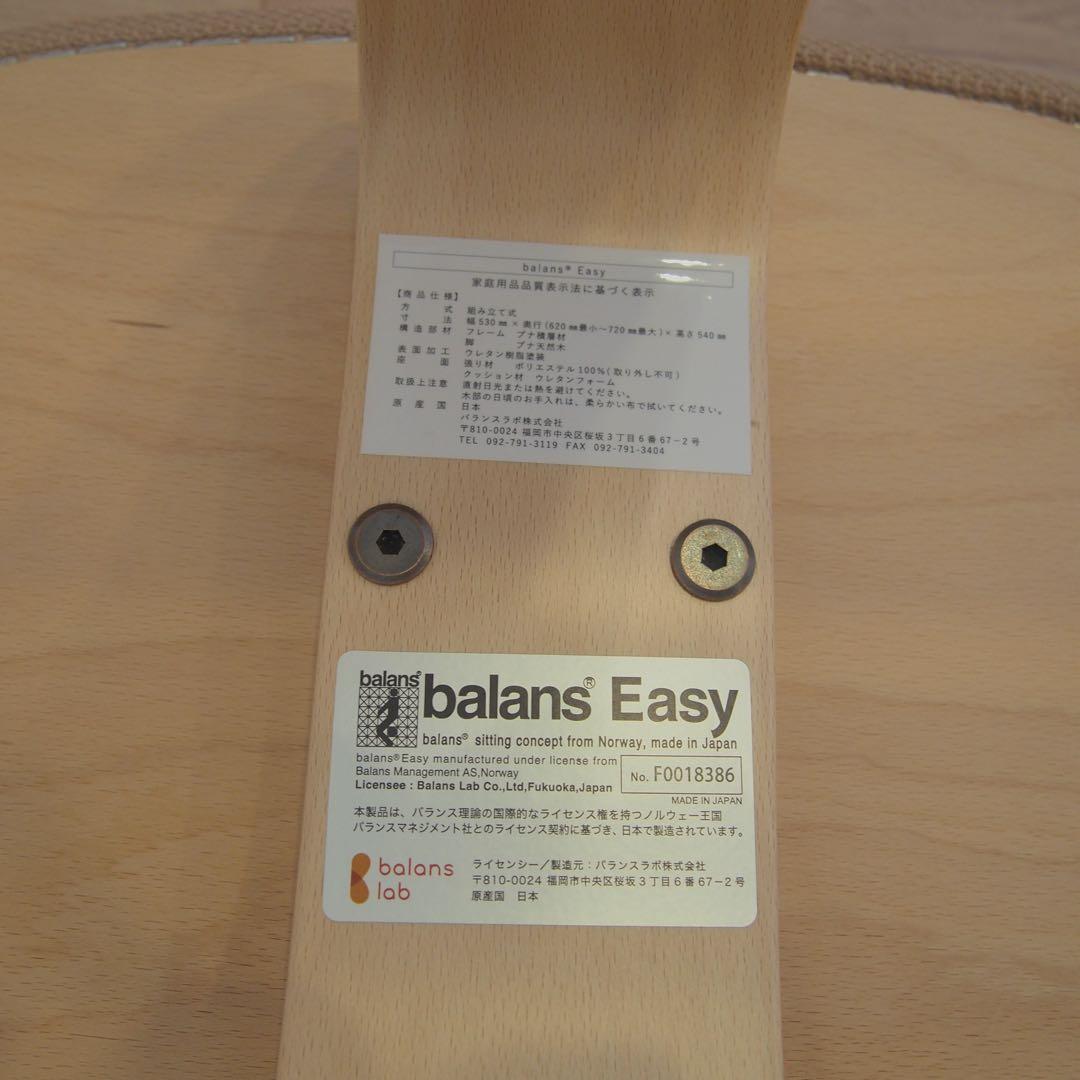 balans® Easy
家庭用品品質表示法に基づく表示
【商品仕様】
方式 組み立て式
寸法 幅530㎜×奥行(620㎜最小～720㎜最大)×高さ540㎜
構造部材 フレーム ブナ積層材
脚 ブナ天然木
表面加工 ウレタン樹脂塗装
座面 張り材 ポリエステル100％(取り外し不可)
クッション材 ウレタンフォーム
取扱上注意 直射日光または熱を避けてください。
木部の日頃のお手入れは、柔らかい布で拭いてください。
原産国 日本
バランスラボ株式会社
〒810-0024 福岡市中央区桜坂3丁目6番67-2号
TEL 092-791-3119 FAX 092-791-3404
balans®
balans® Easy
balans® sitting concept from Norway, made in Japan
balans®Easy manufactured under license from
Balans Management AS,Norway
Licensee : Balans Lab Co.,Ltd,Fukuoka,Japan
No. F0018386
MADE IN JAPAN
本製品は、バランス理論の国際的なライセンス権を持つノルウェー王国
バランスマネジメント社とのライセンス契約に基づき、日本で製造されています。
balans
lab
ライセンシー／製造元：バランスラボ株式会社
〒810-0024 福岡市中央区桜坂3丁目6番67-2号
原産国 日本